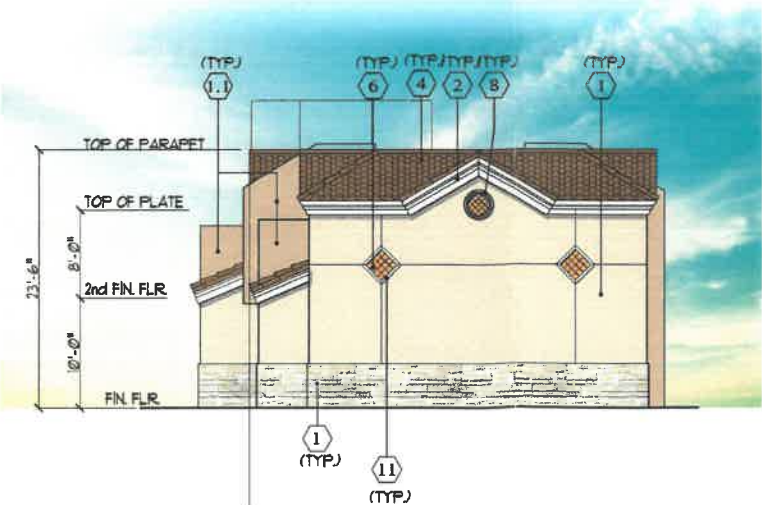 (TYP.) (TYP.) (TYP.) (TYP.) (TYP.) (TYP.)
1.1 6 4 2 8 1
TOP OF PARAPET
TOP OF PLATE
23'-6"
8'-0"
2nd FIN. FLR.
10'-0"
FIN. FLR.
1
(TYP.)
11
(TYP.)